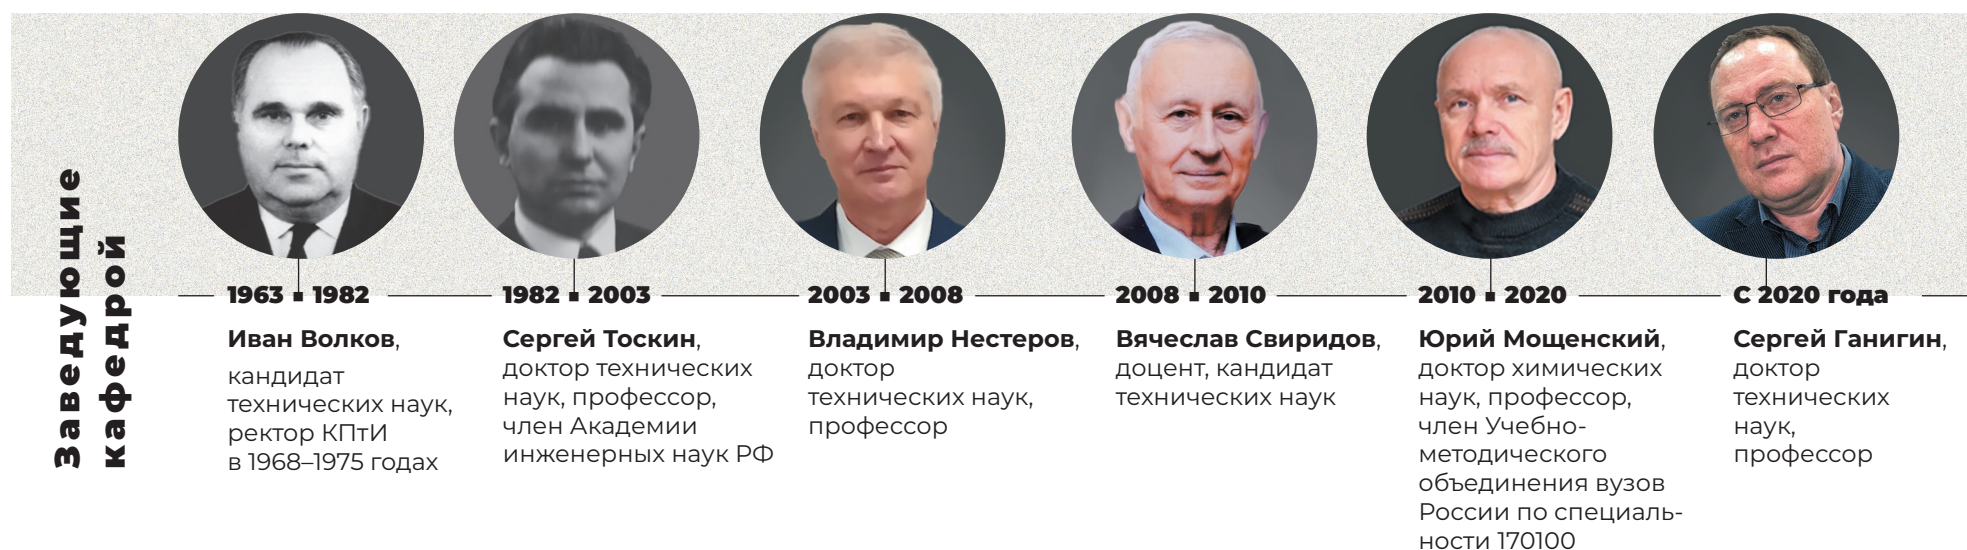 Заведующие
кафедрой
1963 ▪ 1982
Иван Волков,
кандидат
технических наук,
ректор КПтИ
в 1968–1975 годах
1982 ▪ 2003
Сергей Тоскин,
доктор технических
наук, профессор,
член Академии
инженерных наук РФ
2003 ▪ 2008
Владимир Нестеров,
доктор
технических наук,
профессор
2008 ▪ 2010
Вячеслав Свиридов,
доцент, кандидат
технических наук
2010 ▪ 2020
Юрий Мощенский,
доктор химических
наук, профессор,
член Учебно-
методического
объединения вузов
России по специаль-
ности 170100
С 2020 года
Сергей Ганигин,
доктор
технических
наук,
профессор